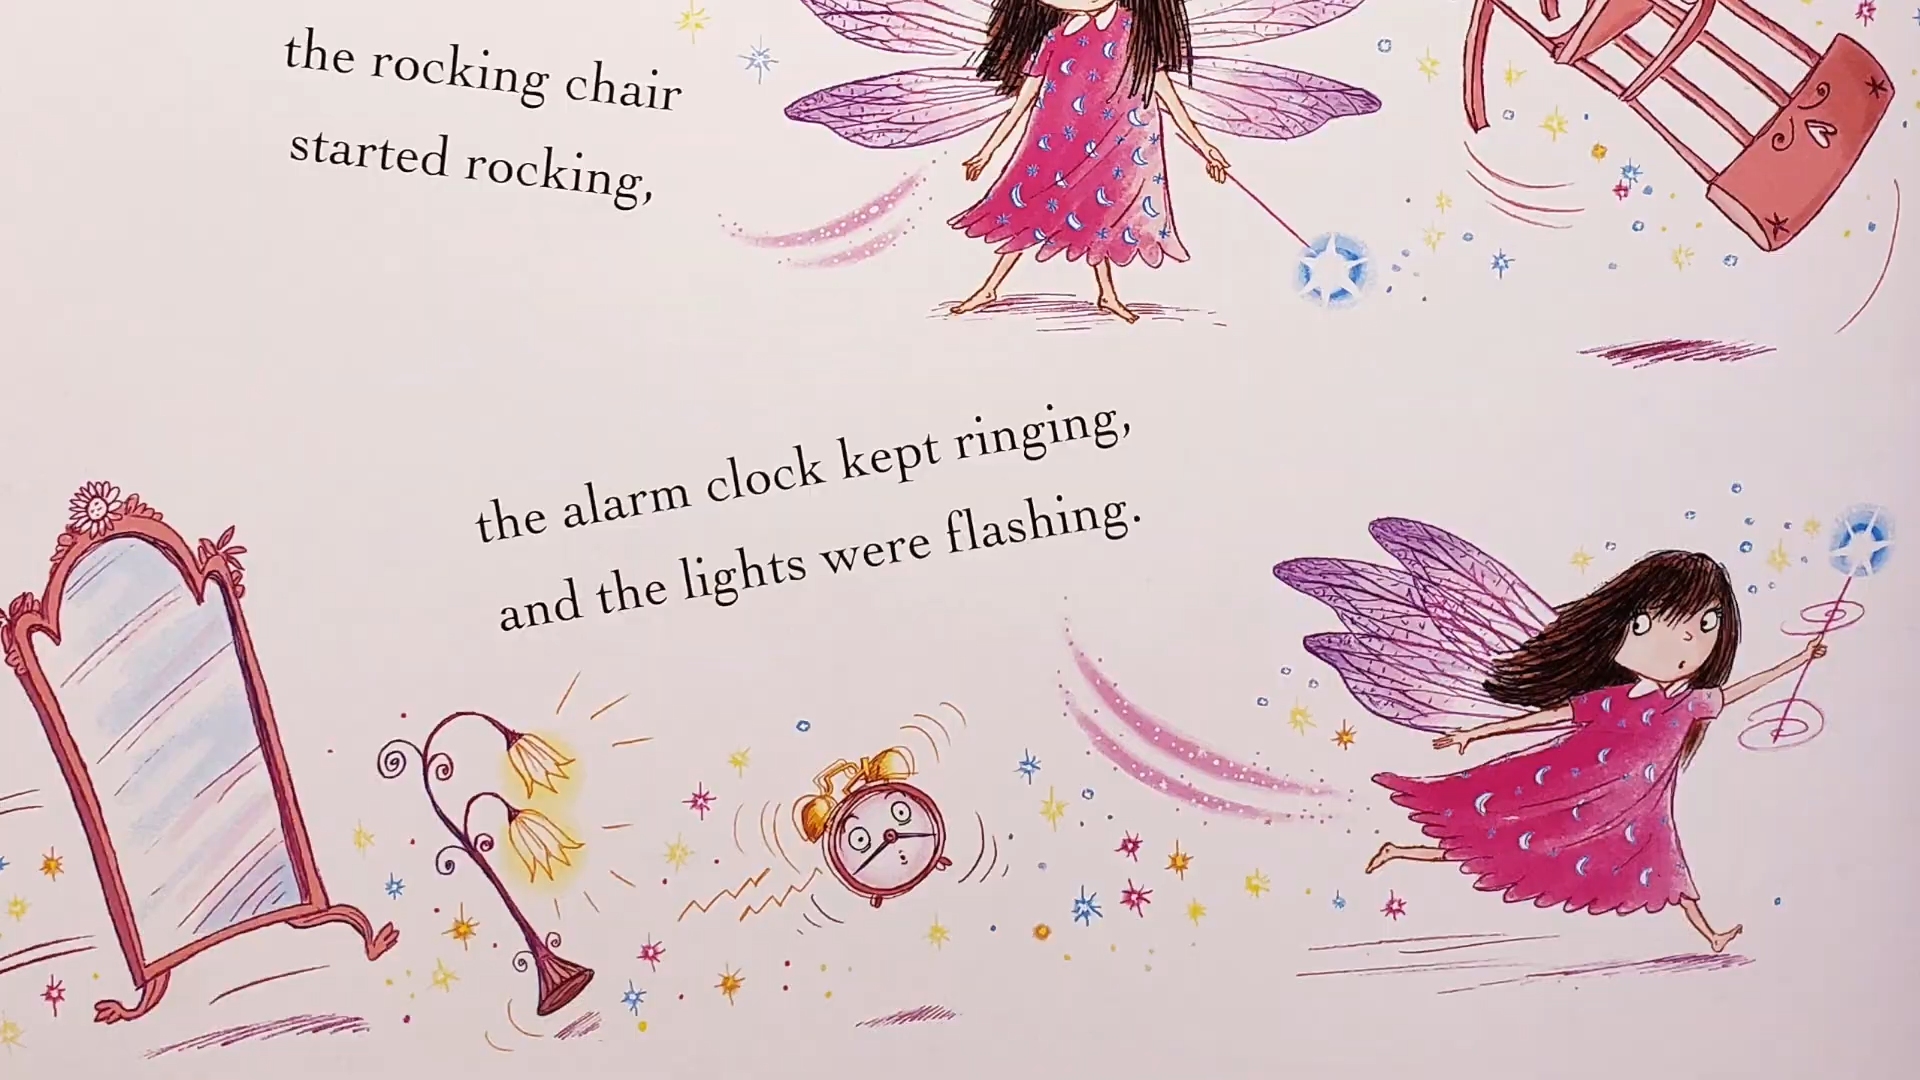 the rocking chair
started rocking,
the alarm clock kept ringing,
and the lights were flashing.